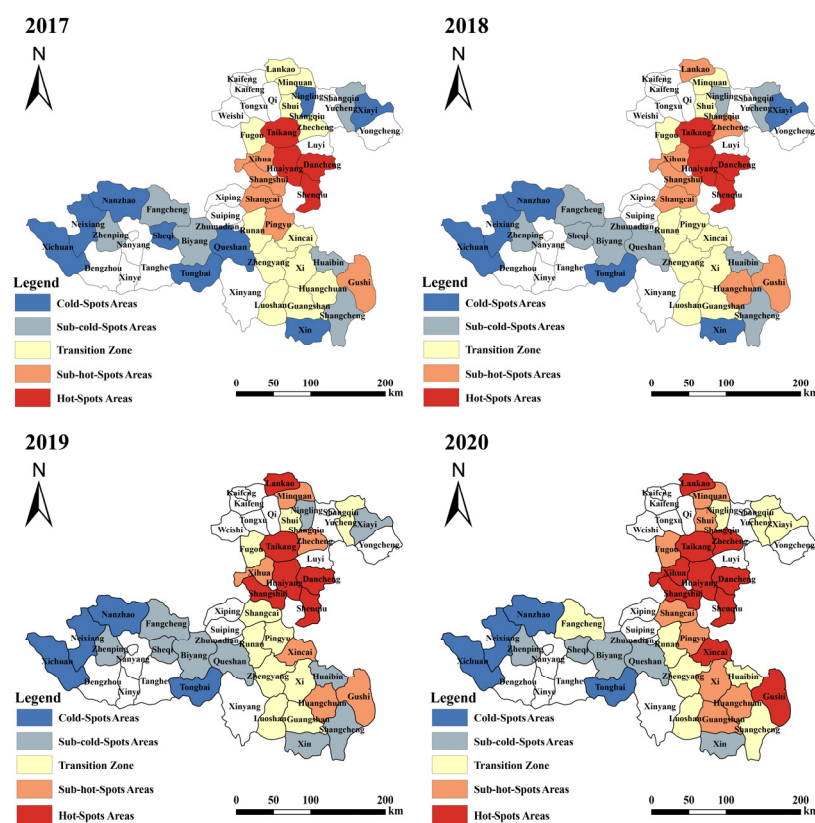 2017
N
Lankao
Kaifeng
Minquan
Kaifeng
Qi
Ningling
Shangqiu
Tongxu
Shui
Yucheng
Xiayi
Weishi
Shangqiu
Yongcheng
Fugou
Taikang
Zhecheng
Luyi
Xihua
Huaiyang
Dancheng
Shangshui
Shenqiu
Nanzhao
Xiping
Shangcai
Fangcheng
Suiping
Neixiang
Zhumadian
Pingyu
Sheqi
Runan
Zhenping
Biyang
Xincai
Xichuan
Nanyang
Queshan
Dengzhou
Tanghe
Tongbai
Zhengyang
Xi
Huaibin
Xinye
Gushi
Xinyang
Huangchuan
Luoshan
Guangshan
Shangcheng
Xin
Legend
Cold-Spots Areas
Sub-cold-Spots Areas
Transition Zone
Sub-hot-Spots Areas
Hot-Spots Areas
0 50 100 200
km
2018
N
Lankao
Kaifeng
Minquan
Kaifeng
Qi
Ningling
Shangqiu
Tongxu
Shui
Yucheng
Xiayi
Weishi
Shangqiu
Yongcheng
Fugou
Taikang
Zhecheng
Luyi
Xihua
Huaiyang
Dancheng
Shangshui
Shenqiu
Nanzhao
Xiping
Shangcai
Fangcheng
Suiping
Neixiang
Zhumadian
Pingyu
Sheqi
Runan
Zhenping
Biyang
Xincai
Xichuan
Nanyang
Queshan
Dengzhou
Tanghe
Tongbai
Zhengyang
Xi
Huaibin
Xinye
Gushi
Xinyang
Huangchuan
Luoshan
Guangshan
Shangcheng
Xin
Legend
Cold-Spots Areas
Sub-cold-Spots Areas
Transition Zone
Sub-hot-Spots Areas
Hot-Spots Areas
0 50 100 200
km
2019
N
Lankao
Kaifeng
Minquan
Kaifeng
Qi
Ningling
Shangqiu
Tongxu
Shui
Yucheng
Xiayi
Weishi
Shangqiu
Yongcheng
Fugou
Taikang
Zhecheng
Luyi
Xihua
Huaiyang
Dancheng
Shangshui
Shenqiu
Nanzhao
Xiping
Shangcai
Fangcheng
Suiping
Neixiang
Zhumadian
Pingyu
Sheqi
Runan
Zhenping
Biyang
Xincai
Xichuan
Nanyang
Queshan
Dengzhou
Tanghe
Tongbai
Zhengyang
Xi
Huaibin
Xinye
Gushi
Xinyang
Huangchuan
Luoshan
Guangshan
Shangcheng
Xin
Legend
Cold-Spots Areas
Sub-cold-Spots Areas
Transition Zone
Sub-hot-Spots Areas
Hot-Spots Areas
0 50 100 200
km
2020
N
Lankao
Kaifeng
Minquan
Kaifeng
Qi
Ningling
Shangqiu
Tongxu
Shui
Yucheng
Xiayi
Weishi
Shangqiu
Yongcheng
Fugou
Taikang
Zhecheng
Luyi
Xihua
Huaiyang
Dancheng
Shangshui
Shenqiu
Nanzhao
Xiping
Shangcai
Fangcheng
Suiping
Neixiang
Zhumadian
Pingyu
Sheqi
Runan
Zhenping
Biyang
Xincai
Xichuan
Nanyang
Queshan
Dengzhou
Tanghe
Tongbai
Zhengyang
Xi
Huaibin
Xinye
Gushi
Xinyang
Huangchuan
Luoshan
Guangshan
Shangcheng
Xin
Legend
Cold-Spots Areas
Sub-cold-Spots Areas
Transition Zone
Sub-hot-Spots Areas
Hot-Spots Areas
0 50 100 200
km